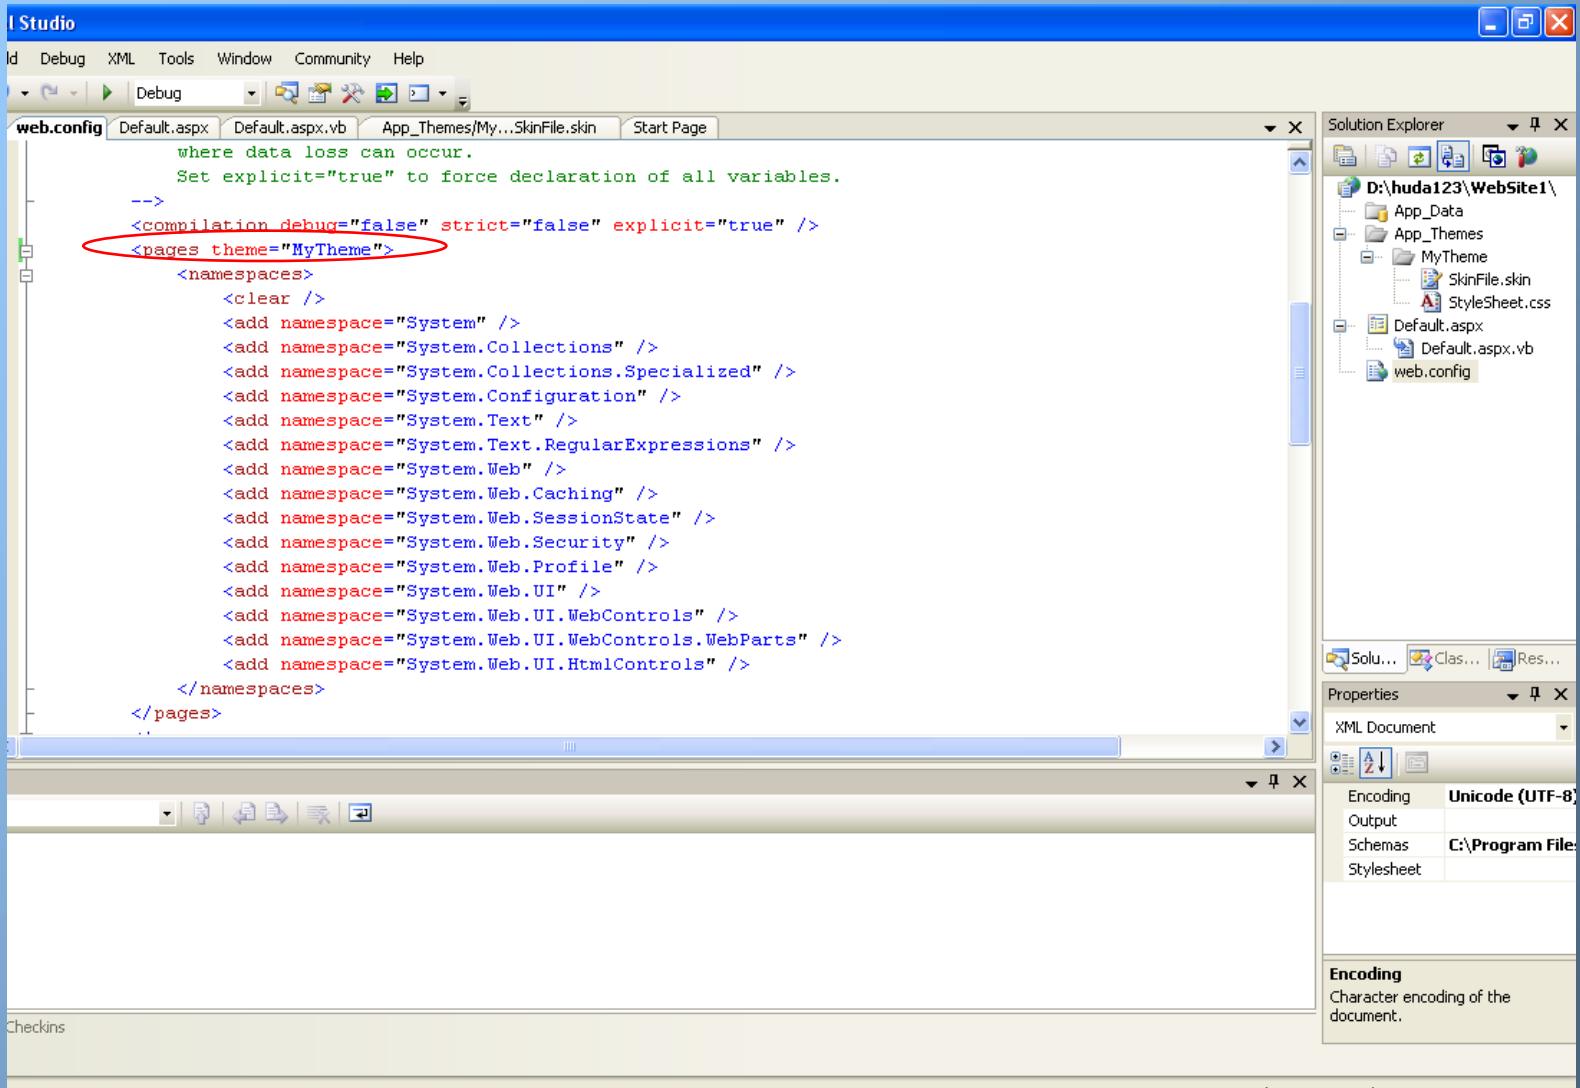 l Studio
ld Debug XML Tools Window Community Help
Debug
web.config Default.aspx Default.aspx.vb App_Themes/My...SkinFile.skin Start Page
where data loss can occur.
Set explicit="true" to force declaration of all variables.
-->
<compilation debug="false" strict="false" explicit="true" />
<pages theme="MyTheme">
<namespaces>
<clear />
<add namespace="System" />
<add namespace="System.Collections" />
<add namespace="System.Collections.Specialized" />
<add namespace="System.Configuration" />
<add namespace="System.Text" />
<add namespace="System.Text.RegularExpressions" />
<add namespace="System.Web" />
<add namespace="System.Web.Caching" />
<add namespace="System.Web.SessionState" />
<add namespace="System.Web.Security" />
<add namespace="System.Web.Profile" />
<add namespace="System.Web.UI" />
<add namespace="System.Web.UI.WebControls" />
<add namespace="System.Web.UI.WebControls.WebParts" />
<add namespace="System.Web.UI.HtmlControls" />
</namespaces>
</pages>
Solution Explorer
D:\huda123\WebSite1\
App_Data
App_Themes
MyTheme
SkinFile.skin
StyleSheet.css
Default.aspx
Default.aspx.vb
web.config
Solu... Clas... Res...
Properties
XML Document
Encoding Unicode (UTF-8)
Output
Schemas C:\Program Files
Stylesheet
Encoding
Character encoding of the
document.
Checkins